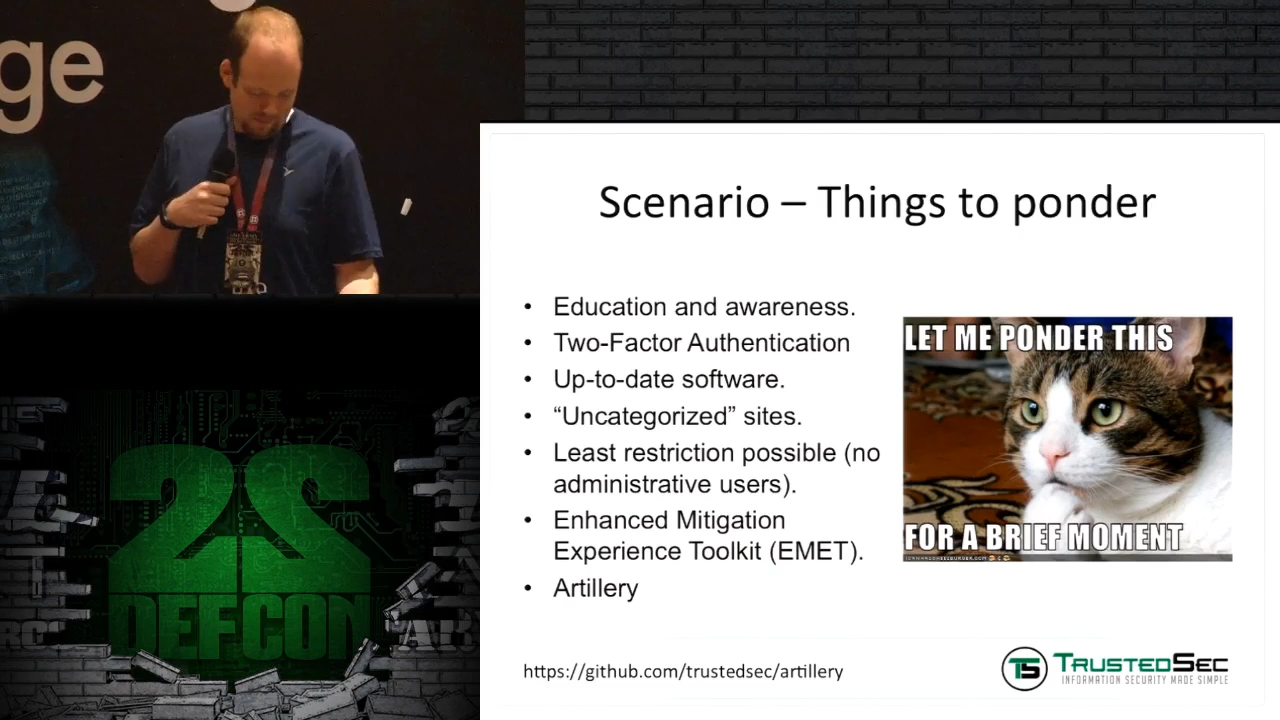 ge
Scenario – Things to ponder
• Education and awareness.
• Two-Factor Authentication
• Up-to-date software.
• “Uncategorized” sites.
• Least restriction possible (no
administrative users).
• Enhanced Mitigation
Experience Toolkit (EMET).
• Artillery
LET ME PONDER THIS
FOR A BRIEF MOMENT
https://github.com/trustedsec/artillery
TS
TRUSTEDSEC
INFORMATION SECURITY MADE SIMPLE
22
DEFCON